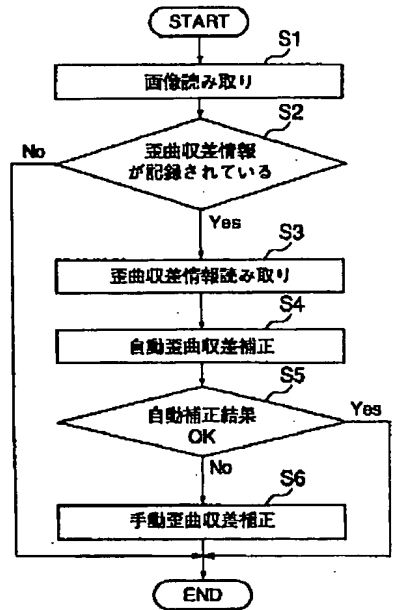 START
S1
画像読み取り
S2
歪曲収差情報
が記録されている
No
Yes
S3
歪曲収差情報読み取り
S4
自動歪曲収差補正
S5
自動補正結果
OK
Yes
No
S6
手動歪曲収差補正
END